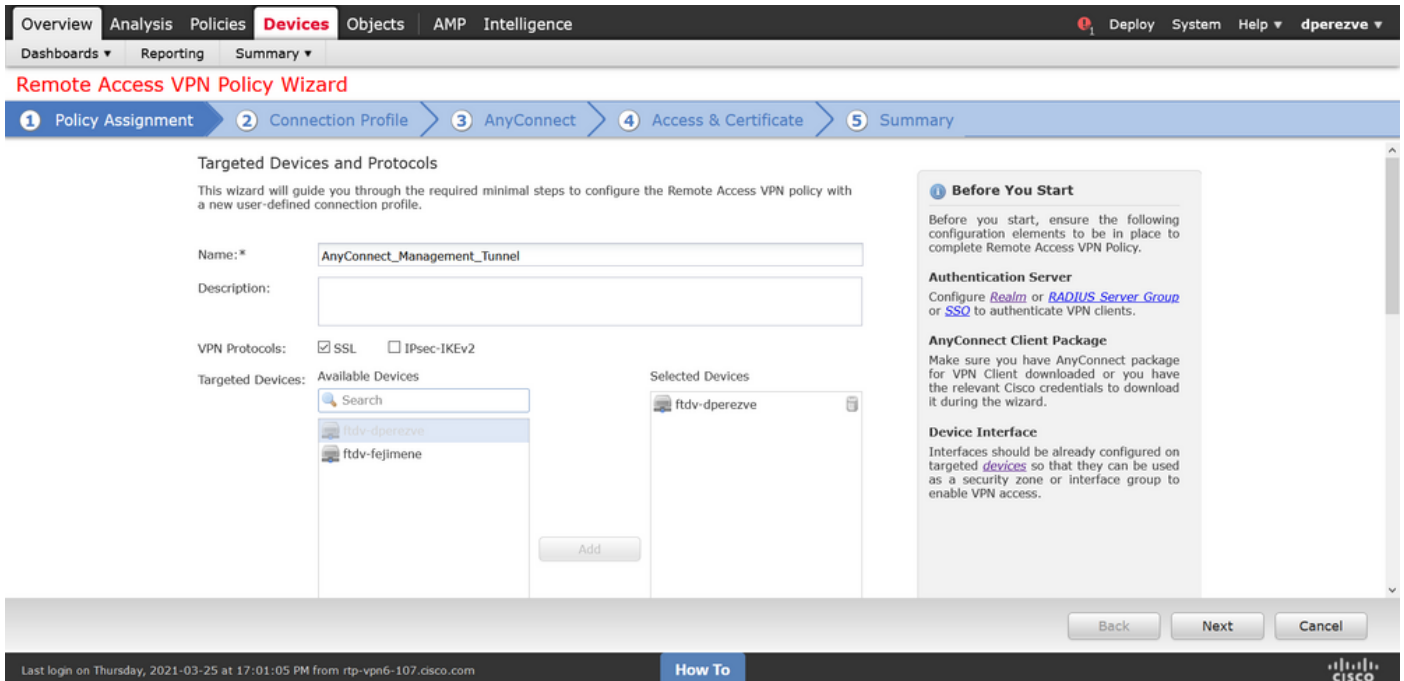 Overview Analysis Policies Devices Objects AMP Intelligence 1 Deploy System Help ▾ dperezve ▾
Dashboards ▾ Reporting Summary ▾
Remote Access VPN Policy Wizard
1 Policy Assignment 2 Connection Profile 3 AnyConnect 4 Access & Certificate 5 Summary
Targeted Devices and Protocols
This wizard will guide you through the required minimal steps to configure the Remote Access VPN policy with
a new user-defined connection profile.
Name:* AnyConnect_Management_Tunnel
Description:
VPN Protocols: SSL IPsec-IKEv2
Targeted Devices: Available Devices Selected Devices
Search
ftdv-dperezve
ftdv-fejimene
Add
ftdv-dperezve
Before You Start
Before you start, ensure the following
configuration elements to be in place to
complete Remote Access VPN Policy.
Authentication Server
Configure Realm or RADIUS Server Group
or SSO to authenticate VPN clients.
AnyConnect Client Package
Make sure you have AnyConnect package
for VPN Client downloaded or you have
the relevant Cisco credentials to download
it during the wizard.
Device Interface
Interfaces should be already configured on
targeted devices so that they can be used
as a security zone or interface group to
enable VPN access.
Back Next Cancel
Last login on Thursday, 2021-03-25 at 17:01:05 PM from rtp-vpn6-107.cisco.com How To cisco